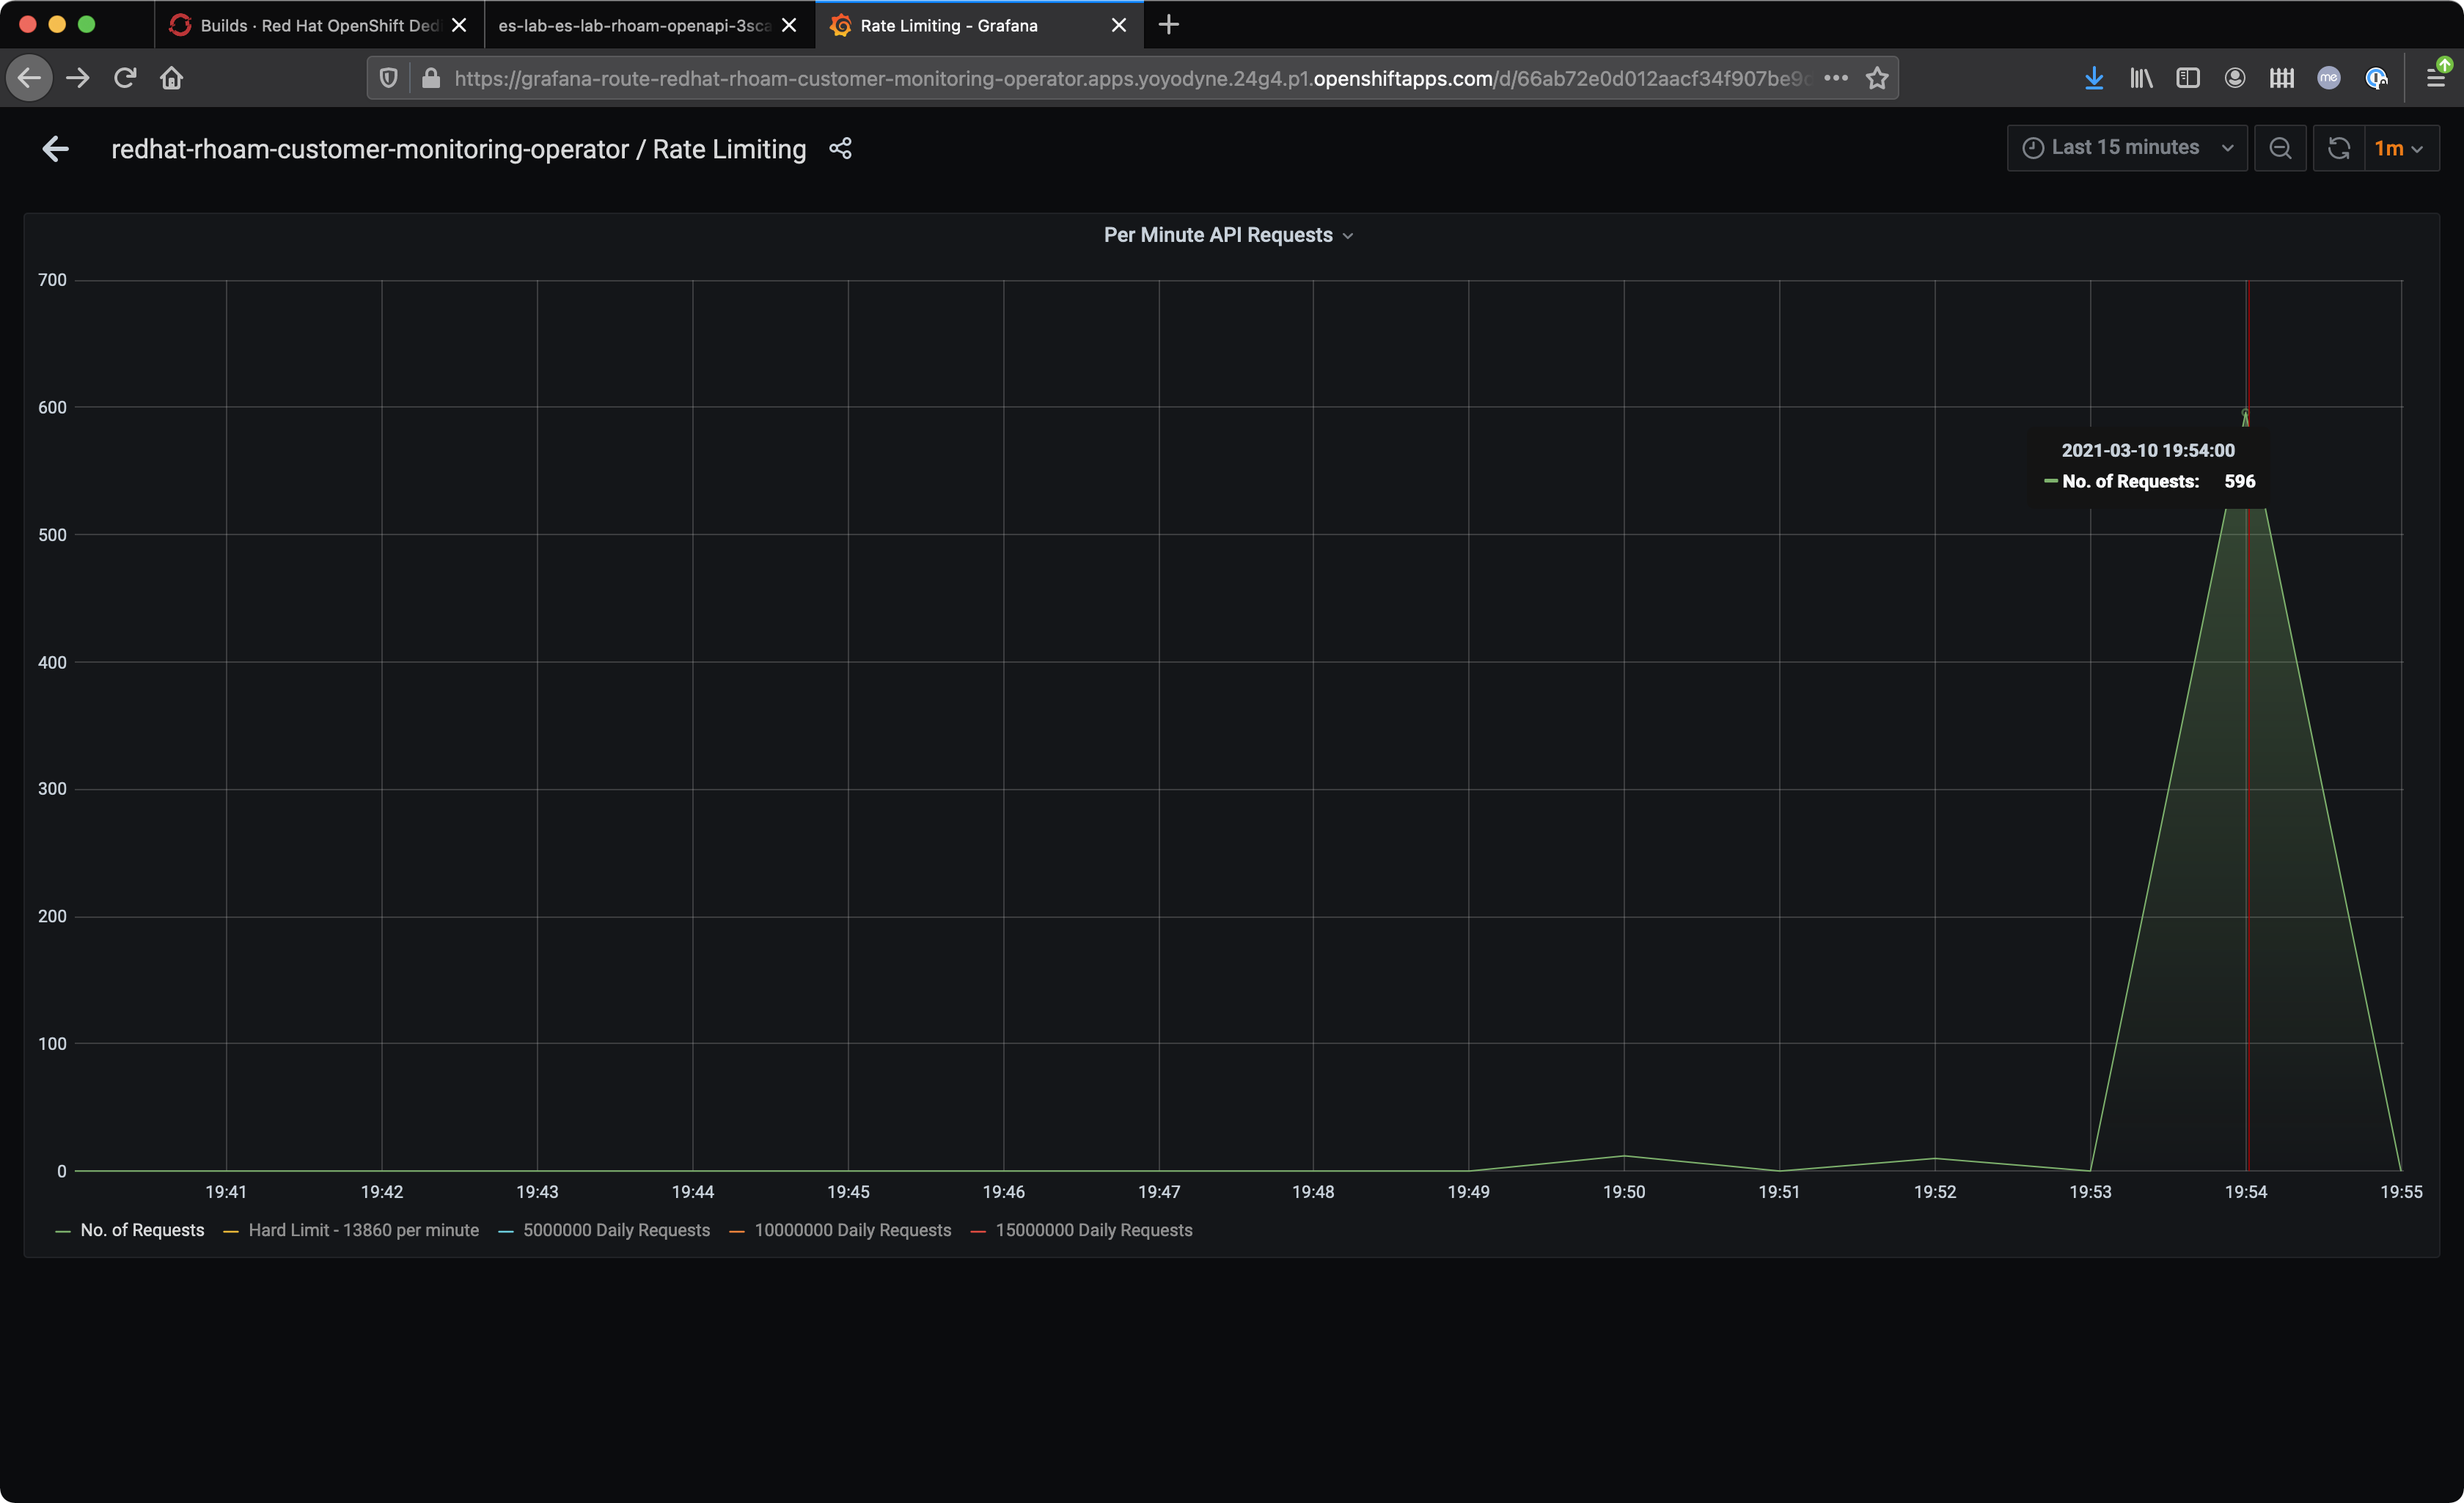 Builds · Red Hat OpenShift Ded
es-lab-es-lab-rhoam-openapi-3sca
Rate Limiting - Grafana
https://grafana-route-redhat-rhoam-customer-monitoring-operator.apps.yoyodyne.24g4.p1.openshiftapps.com/d/66ab72e0d012aacf34f907be9
me
redhat-rhoam-customer-monitoring-operator / Rate Limiting
Last 15 minutes
1m
Per Minute API Requests
700
600
2021-03-10 19:54:00
No. of Requests: 596
500
400
300
200
100
0
19:41 19:42 19:43 19:44 19:45 19:46 19:47 19:48 19:49 19:50 19:51 19:52 19:53 19:54 19:55
No. of Requests Hard Limit - 13860 per minute 5000000 Daily Requests 10000000 Daily Requests 15000000 Daily Requests